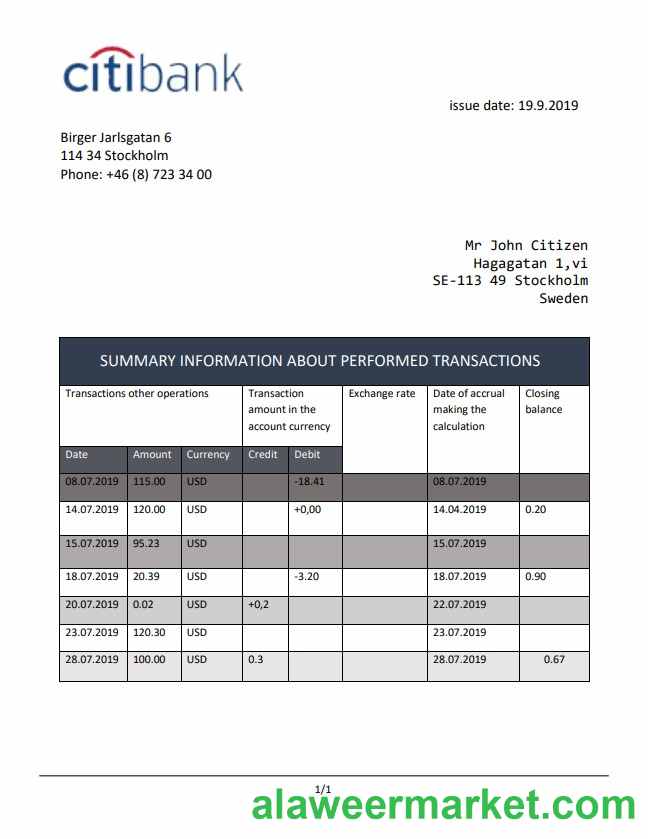 citibank
issue date: 19.9.2019
Birger Jarlsgatan 6
114 34 Stockholm
Phone: +46 (8) 723 34 00
Mr John Citizen
Hagagatan 1,vi
SE-113 49 Stockholm
Sweden
SUMMARY INFORMATION ABOUT PERFORMED TRANSACTIONS
Transactions other operations Transaction amount in the account currency Exchange rate Date of accrual making the calculation Closing balance
Date Amount Currency Credit Debit
08.07.2019 115.00 USD -18.41 08.07.2019
14.07.2019 120.00 USD +0,00 14.04.2019 0.20
15.07.2019 95.23 USD 15.07.2019
18.07.2019 20.39 USD -3.20 18.07.2019 0.90
20.07.2019 0.02 USD +0,2 22.07.2019
23.07.2019 120.30 USD 23.07.2019
28.07.2019 100.00 USD 0.3 28.07.2019 0.67
1/1
alaweermarket.com